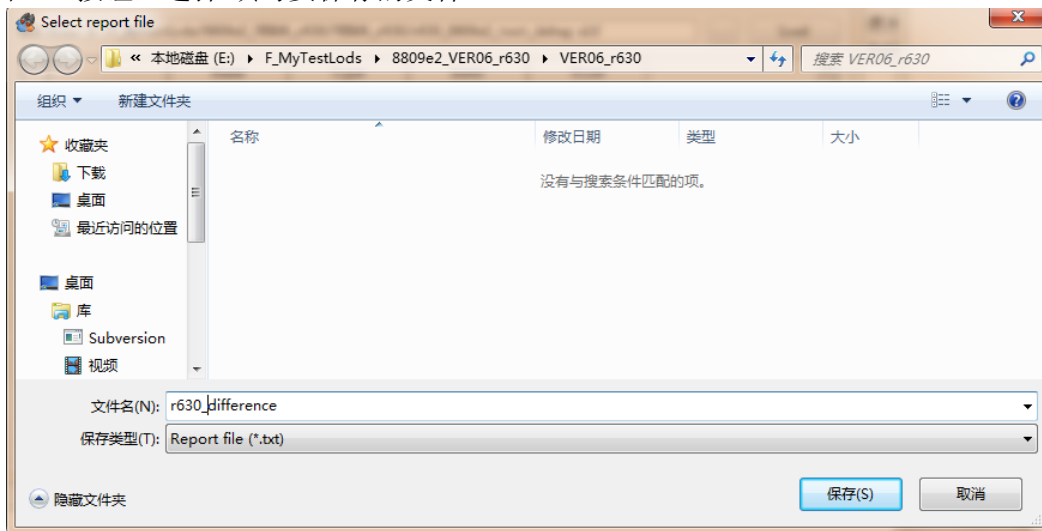 Select report file
« 本地磁盘 (E:) ▸ F_MyTestLods ▸ 8809e2_VER06_r630 ▸ VER06_r630
搜索 VER06_r630
组织 新建文件夹
名称 修改日期 类型 大小
没有与搜索条件匹配的项。
收藏夹
下载
桌面
最近访问的位置
桌面
库
Subversion
视频
文件名(N): r630_difference
保存类型(T): Report file (*.txt)
隐藏文件夹
保存(S) 取消